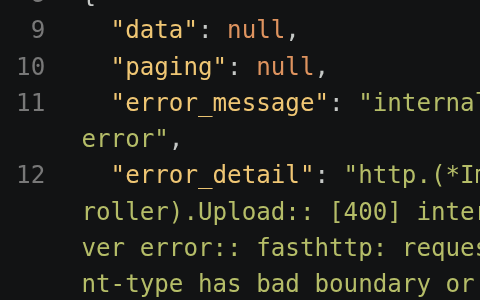 {
9 "data": null,
10 "paging": null,
11 "error_message": "internal
error",
12 "error_detail": "http.(*
roller).Upload:: [400] inter
ver error:: fasthttp: reques
nt-type has bad boundary or